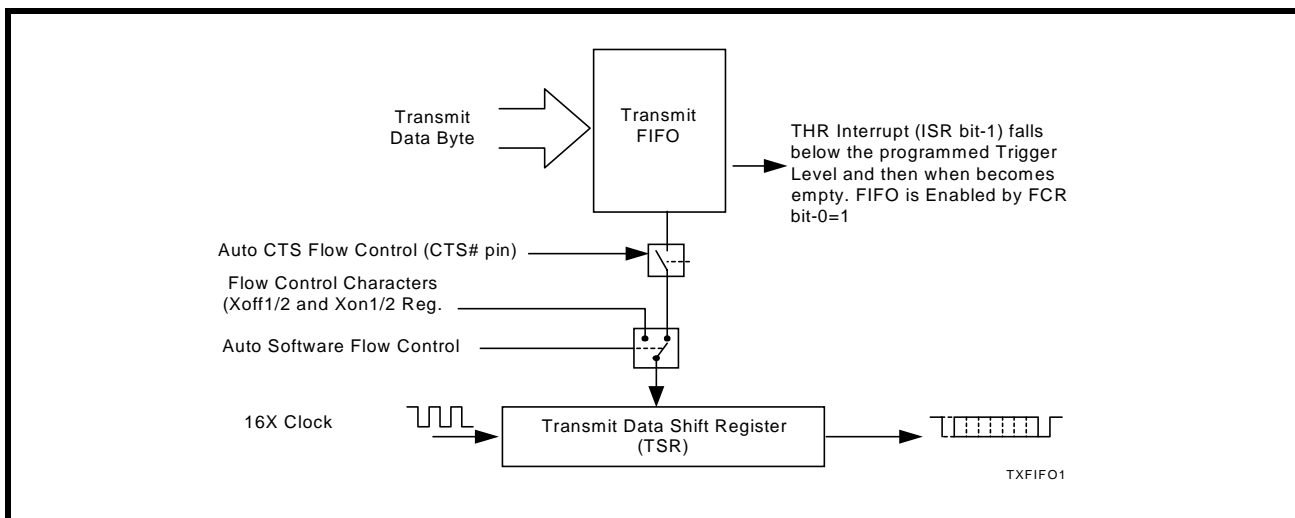 Transmit
Data Byte
Transmit
FIFO
THR Interrupt (ISR bit-1) falls
below the programmed Trigger
Level and then when becomes
empty. FIFO is Enabled by FCR
bit-0=1
Auto CTS Flow Control (CTS# pin)
Flow Control Characters
(Xoff1/2 and Xon1/2 Reg.
Auto Software Flow Control
16X Clock
Transmit Data Shift Register
(TSR)
TXFIFO1